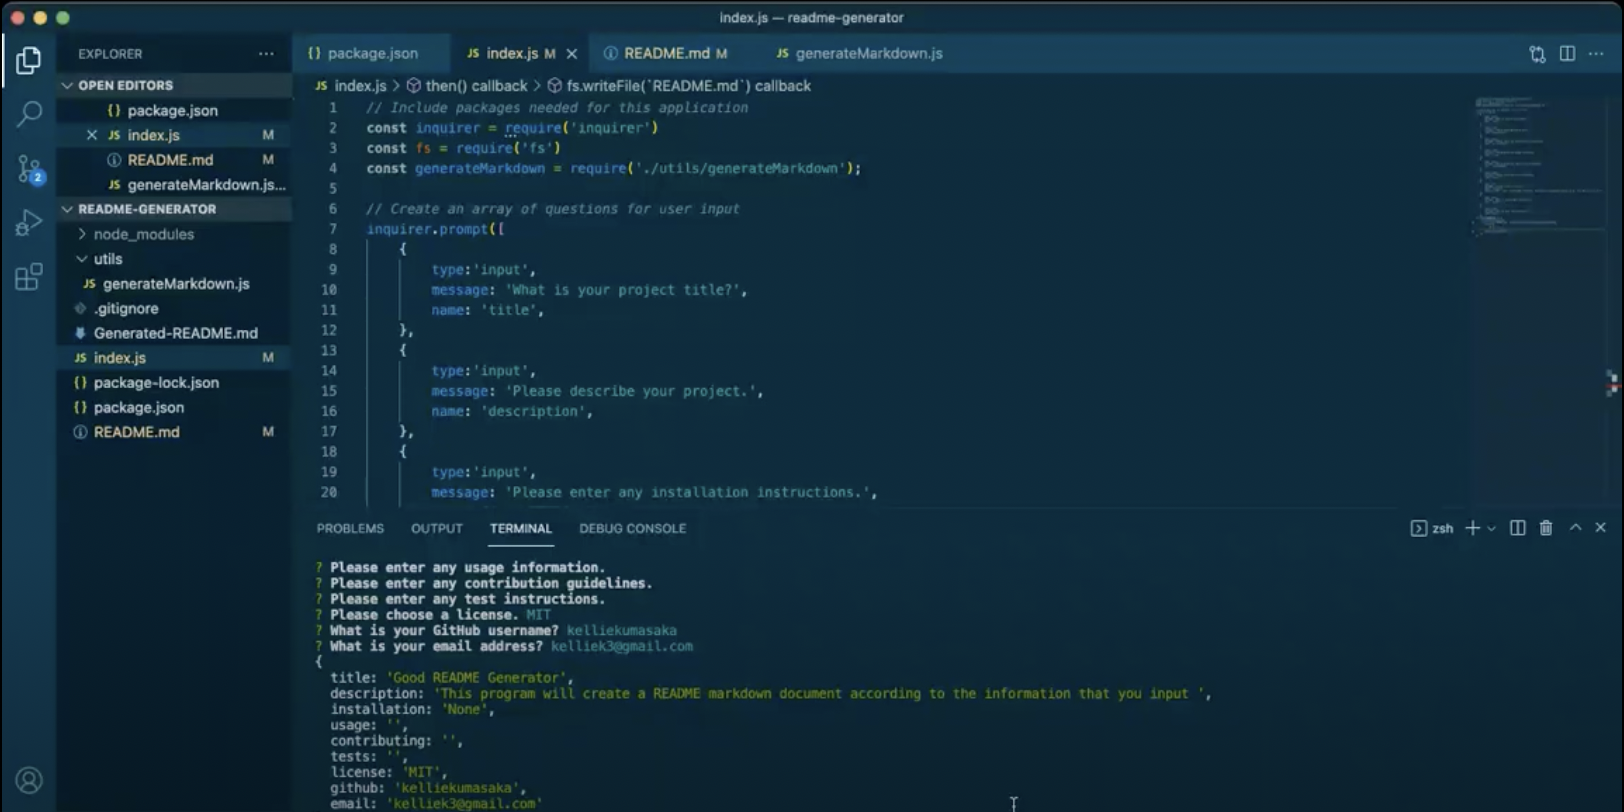 index.js — readme-generator
EXPLORER
OPEN EDITORS
package.json
index.js M
README.md M
generateMarkdown.js...
2
README-GENERATOR
node_modules
utils
JS generateMarkdown.js
.gitignore
Generated-README.md
JS index.js M
{} package-lock.json
{} package.json
README.md M
{} package.json
JS index.js M
README.md M
JS generateMarkdown.js
JS index.js > then() callback > fs.writeFile(`README.md`) callback
1 // Include packages needed for this application
2 const inquirer = require('inquirer')
3 const fs = require('fs')
4 const generateMarkdown = require('./utils/generateMarkdown');
5
6 // Create an array of questions for user input
7 inquirer.prompt([
8 {
9 type:'input',
10 message: 'What is your project title?',
11 name: 'title',
12 },
13 {
14 type:'input',
15 message: 'Please describe your project.',
16 name: 'description',
17 },
18 {
19 type:'input',
20 message: 'Please enter any installation instructions.',
PROBLEMS OUTPUT TERMINAL DEBUG CONSOLE
zsh
? Please enter any usage information.
? Please enter any contribution guidelines.
? Please enter any test instructions.
? Please choose a license. MIT
? What is your GitHub username? kelliekumasaka
? What is your email address? kelliek3@gmail.com
{
title: 'Good README Generator',
description: 'This program will create a README markdown document according to the information that you input ',
installation: 'None',
usage: '',
contributing: '',
tests: '',
license: 'MIT',
github: 'kelliekumasaka',
email: 'kelliek3@gmail.com'